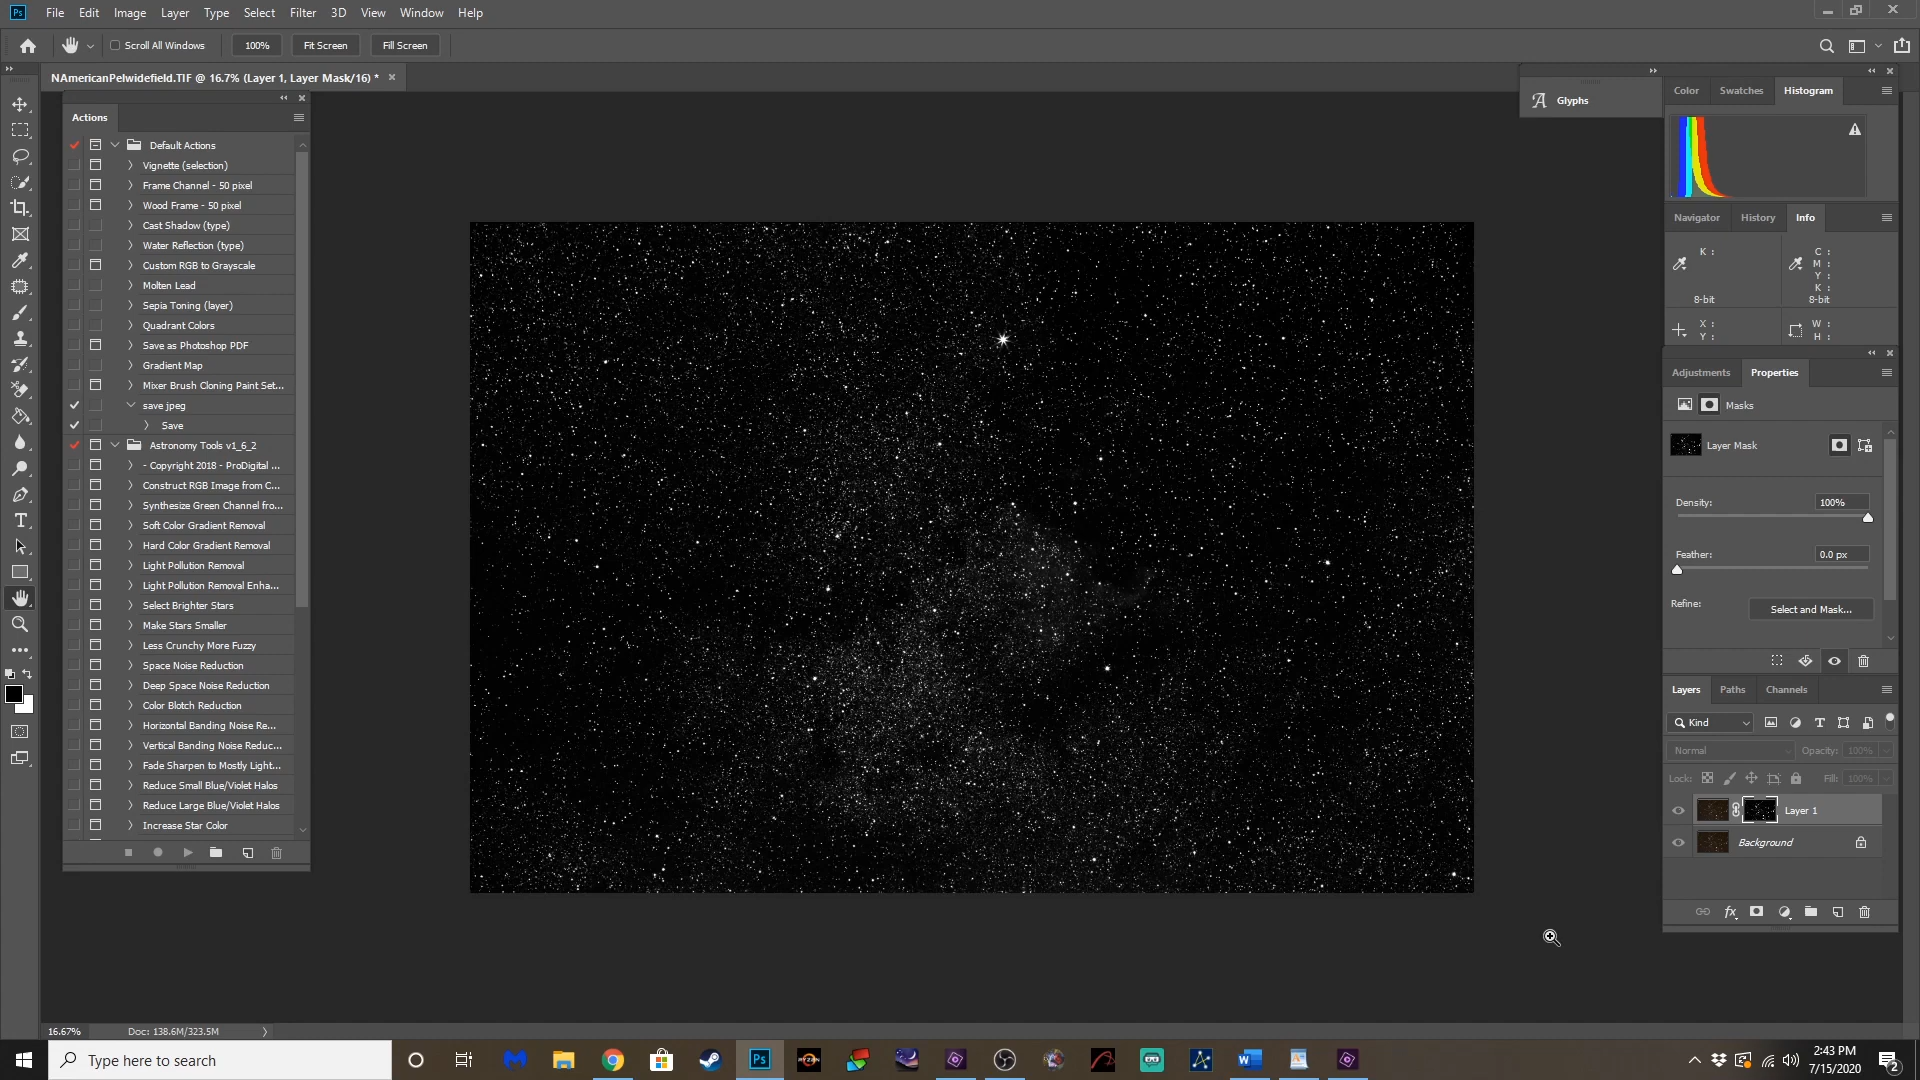 Ps File Edit Image Layer Type Select Filter 3D View Window Help
Scroll All Windows 100% Fit Screen Fill Screen
NAmericanPelwidefield.TIF @ 16.7% (Layer 1, Layer Mask/16) *
Actions
Default Actions
Vignette (selection)
Frame Channel - 50 pixel
Wood Frame - 50 pixel
Cast Shadow (type)
Water Reflection (type)
Custom RGB to Grayscale
Molten Lead
Sepia Toning (layer)
Quadrant Colors
Save as Photoshop PDF
Gradient Map
Mixer Brush Cloning Paint Set...
save jpeg
Save
Astronomy Tools v1_6_2
- Copyright 2018 - ProDigital ...
Construct RGB Image from C...
Synthesize Green Channel fro...
Soft Color Gradient Removal
Hard Color Gradient Removal
Light Pollution Removal
Light Pollution Removal Enha...
Select Brighter Stars
Make Stars Smaller
Less Crunchy More Fuzzy
Space Noise Reduction
Deep Space Noise Reduction
Color Blotch Reduction
Horizontal Banding Noise Re...
Vertical Banding Noise Reduc...
Fade Sharpen to Mostly Light...
Reduce Small Blue/Violet Halos
Reduce Large Blue/Violet Halos
Increase Star Color
Glyphs
Color Swatches Histogram
Navigator History Info
K :
8-bit
C :
M :
Y :
K :
8-bit
X :
Y :
W :
H :
Adjustments Properties
Masks
Layer Mask
Density: 100%
Feather: 0.0 px
Refine: Select and Mask...
Layers Paths Channels
Kind
Normal Opacity: 100%
Lock: Fill: 100%
Layer 1
Background
16.67% Doc: 138.6M/323.5M
Type here to search
Ps
RYZEN
2:43 PM
7/15/2020
2